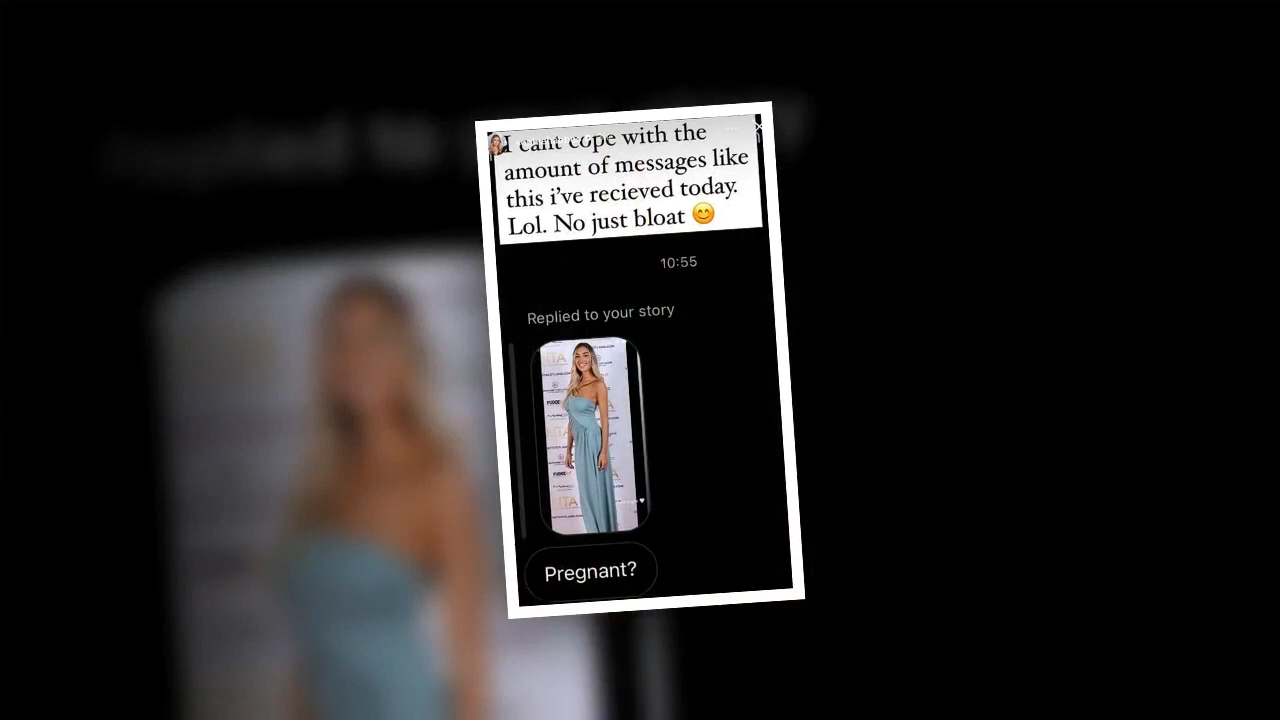 I cant cope with the
amount of messages like
this i've recieved today.
Lol. No just bloat 😊
10:55
Replied to your story
Pregnant?